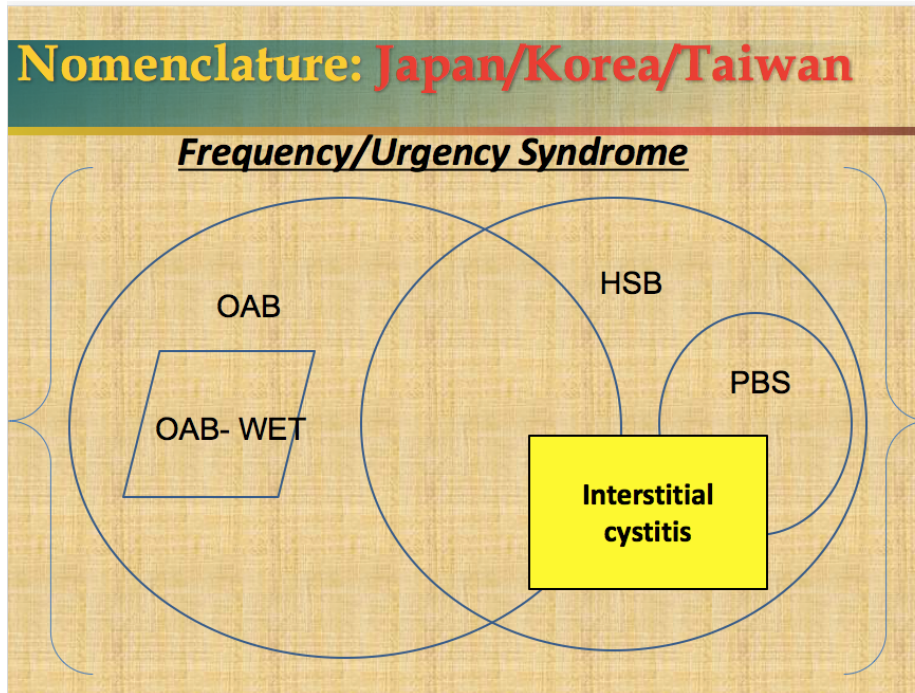 Nomenclature: Japan/Korea/Taiwan
Frequency/Urgency Syndrome
OAB
HSB
OAB- WET
PBS
Interstitial
cystitis